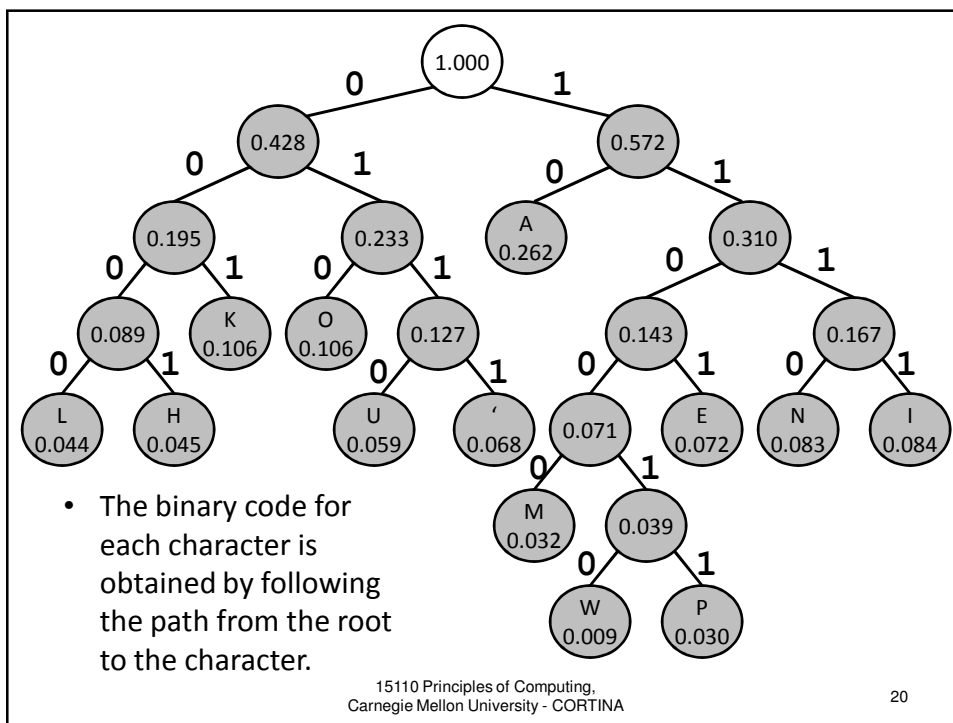 1.000
0 1
0.428 0.572
0 1 0 1
0.195 0.233 A 0.310
0.262
0 1 0 1 0 1
0.089 K O 0.127 0.143 0.167
0.106 0.106
0 1 0 1 0 1 0 1
L H U ‘ 0.071 E N I
0.044 0.045 0.059 0.068 0.072 0.083 0.084
0 1
M 0.039
0.032
0 1
W P
0.009 0.030
• The binary code for
each character is
obtained by following
the path from the root
to the character.
15110 Principles of Computing,
Carnegie Mellon University - CORTINA
20